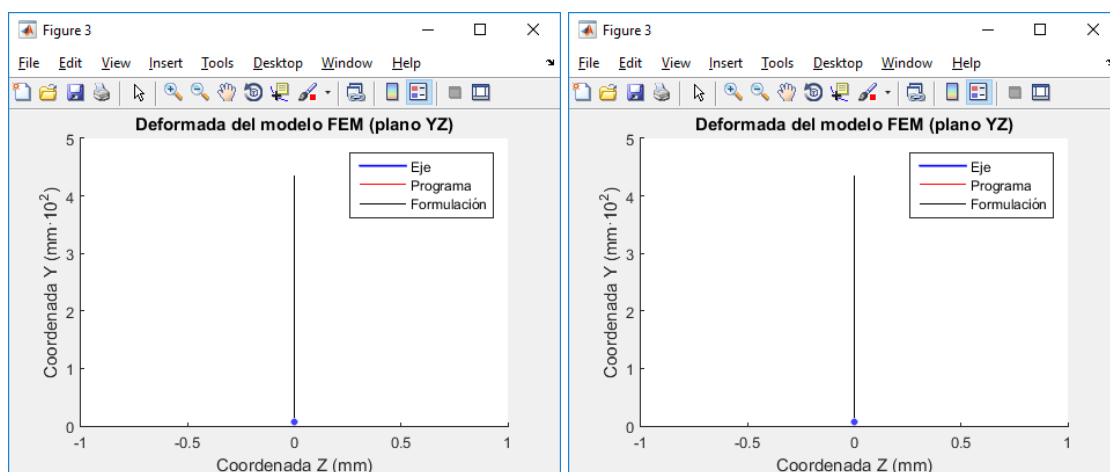 Figure 3
File Edit View Insert Tools Desktop Window Help
Deformada del modelo FEM (plano YZ)
5
4
3
2
1
0
Coordenada Y (mm·10²)
Eje
Programa
Formulación
-1 -0.5 0 0.5 1
Coordenada Z (mm)
Figure 3
File Edit View Insert Tools Desktop Window Help
Deformada del modelo FEM (plano YZ)
5
4
3
2
1
0
Coordenada Y (mm·10²)
Eje
Programa
Formulación
-1 -0.5 0 0.5 1
Coordenada Z (mm)